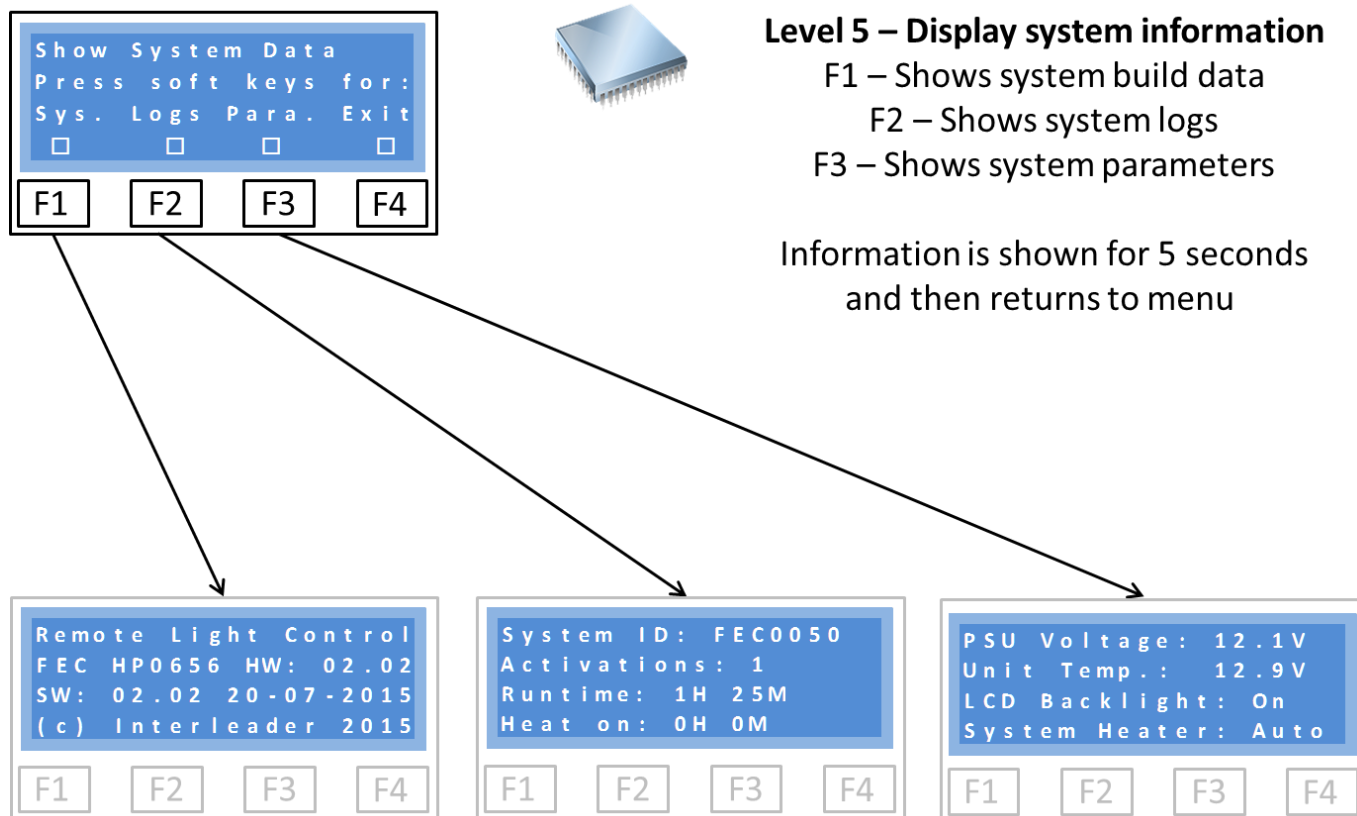 Show System Data
Press soft keys for:
Sys. Logs Para. Exit
F1 F2 F3 F4
Level 5 – Display system information
F1 – Shows system build data
F2 – Shows system logs
F3 – Shows system parameters
Information is shown for 5 seconds
and then returns to menu
Remote Light Control
FEC HP0656 HW: 02.02
SW: 02.02 20-07-2015
(c) Interleader 2015
F1 F2 F3 F4
System ID: FEC0050
Activations: 1
Runtime: 1H 25M
Heat on: 0H 0M
F1 F2 F3 F4
PSU Voltage: 12.1V
Unit Temp.: 12.9V
LCD Backlight: On
System Heater: Auto
F1 F2 F3 F4